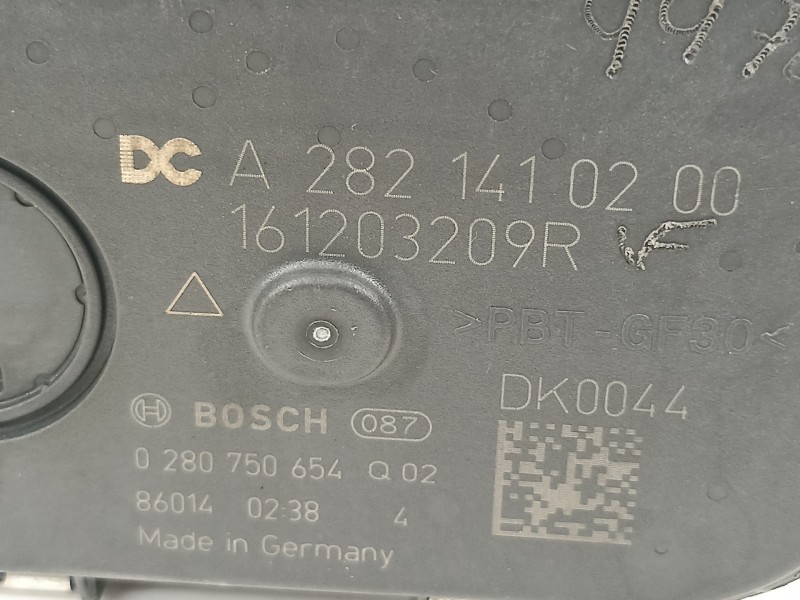 DC A 282 141 02 00
161203209R
>PBT-GF30<
DK0044
BOSCH 087
0 280 750 654 Q 02
86014 02:38 4
Made in Germany